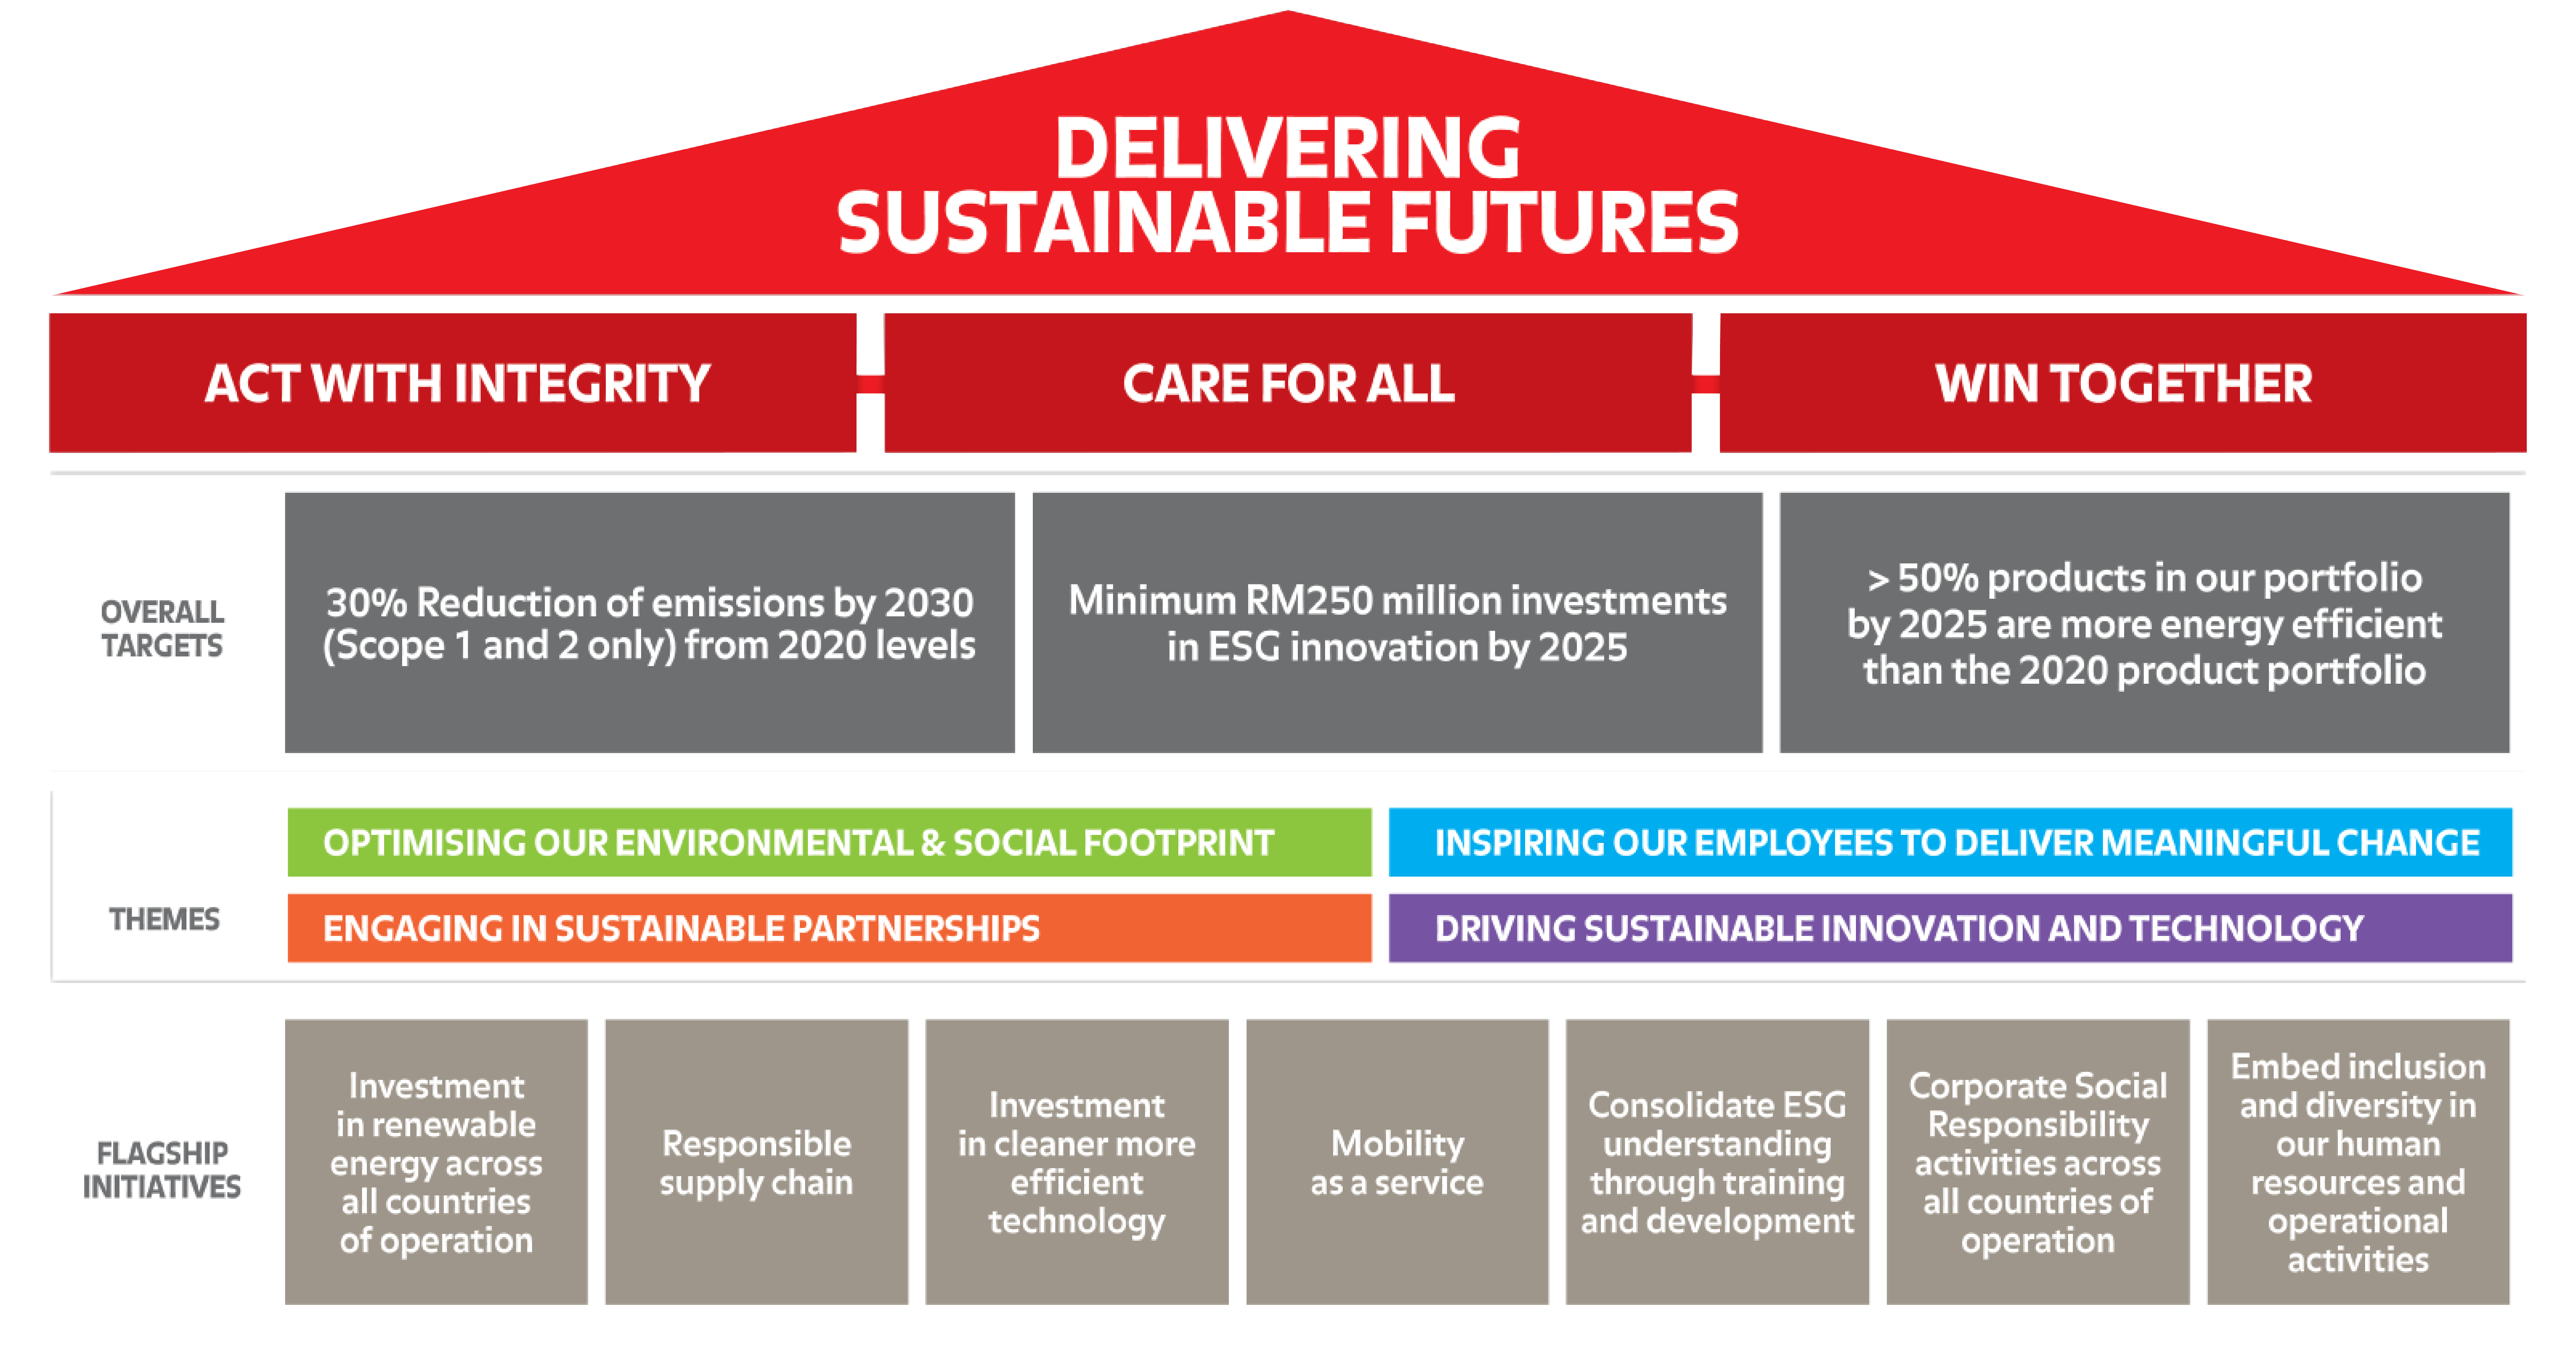 DELIVERING
SUSTAINABLE FUTURES
ACT WITH INTEGRITY
CARE FOR ALL
WIN TOGETHER
OVERALL
TARGETS
30% Reduction of emissions by 2030
(Scope 1 and 2 only) from 2020 levels
Minimum RM250 million investments
in ESG innovation by 2025
> 50% products in our portfolio
by 2025 are more energy efficient
than the 2020 product portfolio
THEMES
OPTIMISING OUR ENVIRONMENTAL & SOCIAL FOOTPRINT
INSPIRING OUR EMPLOYEES TO DELIVER MEANINGFUL CHANGE
ENGAGING IN SUSTAINABLE PARTNERSHIPS
DRIVING SUSTAINABLE INNOVATION AND TECHNOLOGY
FLAGSHIP
INITIATIVES
Investment
in renewable
energy across
all countries
of operation
Responsible
supply chain
Investment
in cleaner more
efficient
technology
Mobility
as a service
Consolidate ESG
understanding
through training
and development
Corporate Social
Responsibility
activities across
all countries of
operation
Embed inclusion
and diversity in
our human
resources and
operational
activities